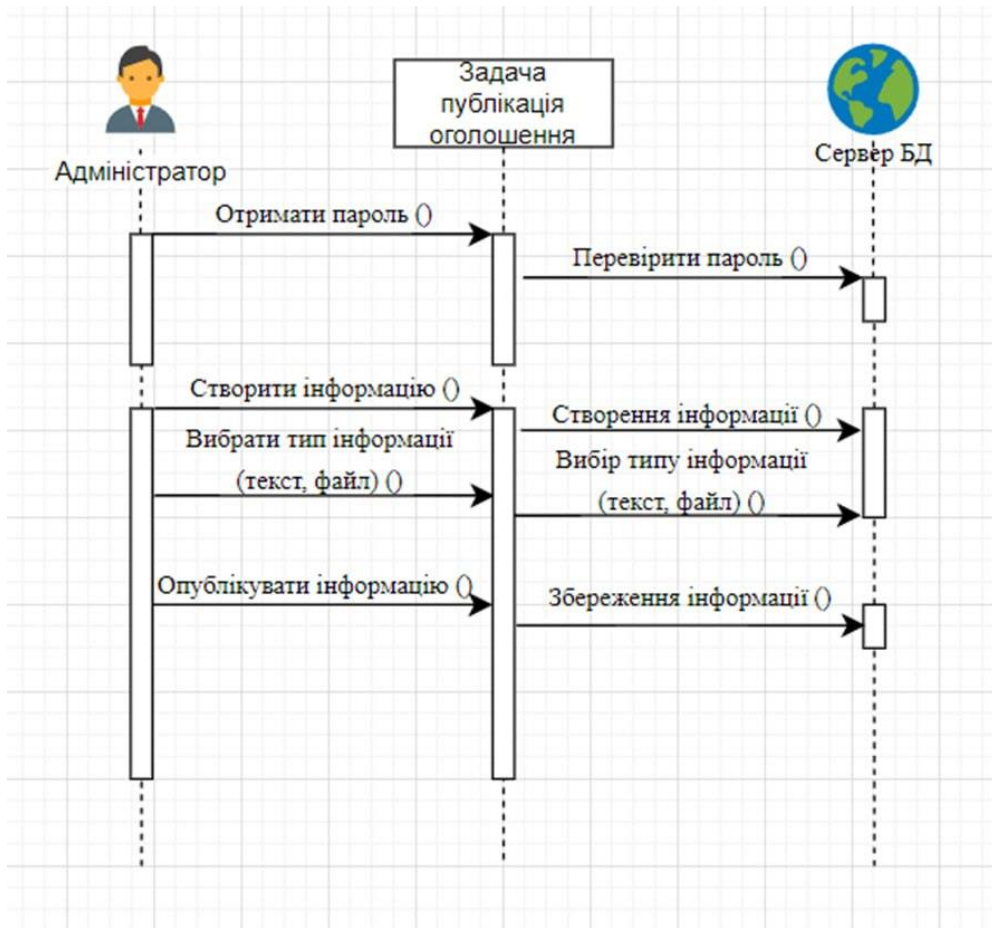 Задача
публікація
оголошення
Адміністратор
Сервер БД
Отримати пароль ()
Перевірити пароль ()
Створити інформацію ()
Створення інформації ()
Вибрати тип інформації
(текст, файл) ()
Вибір типу інформації
(текст, файл) ()
Опублікувати інформацію ()
Збереження інформації ()